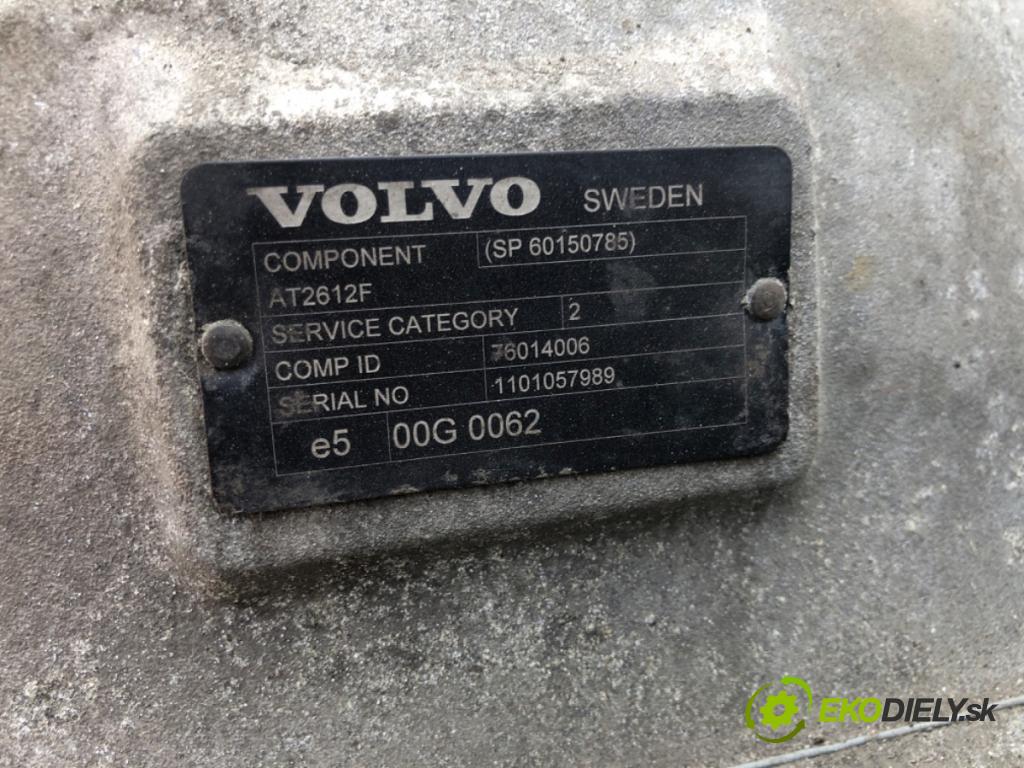 VOLVO SWEDEN
COMPONENT (SP 60150785)
AT2612F
SERVICE CATEGORY 2
COMP ID 76014006
SERIAL NO 1101057989
e5 00G 0062
EKODIELY.sk